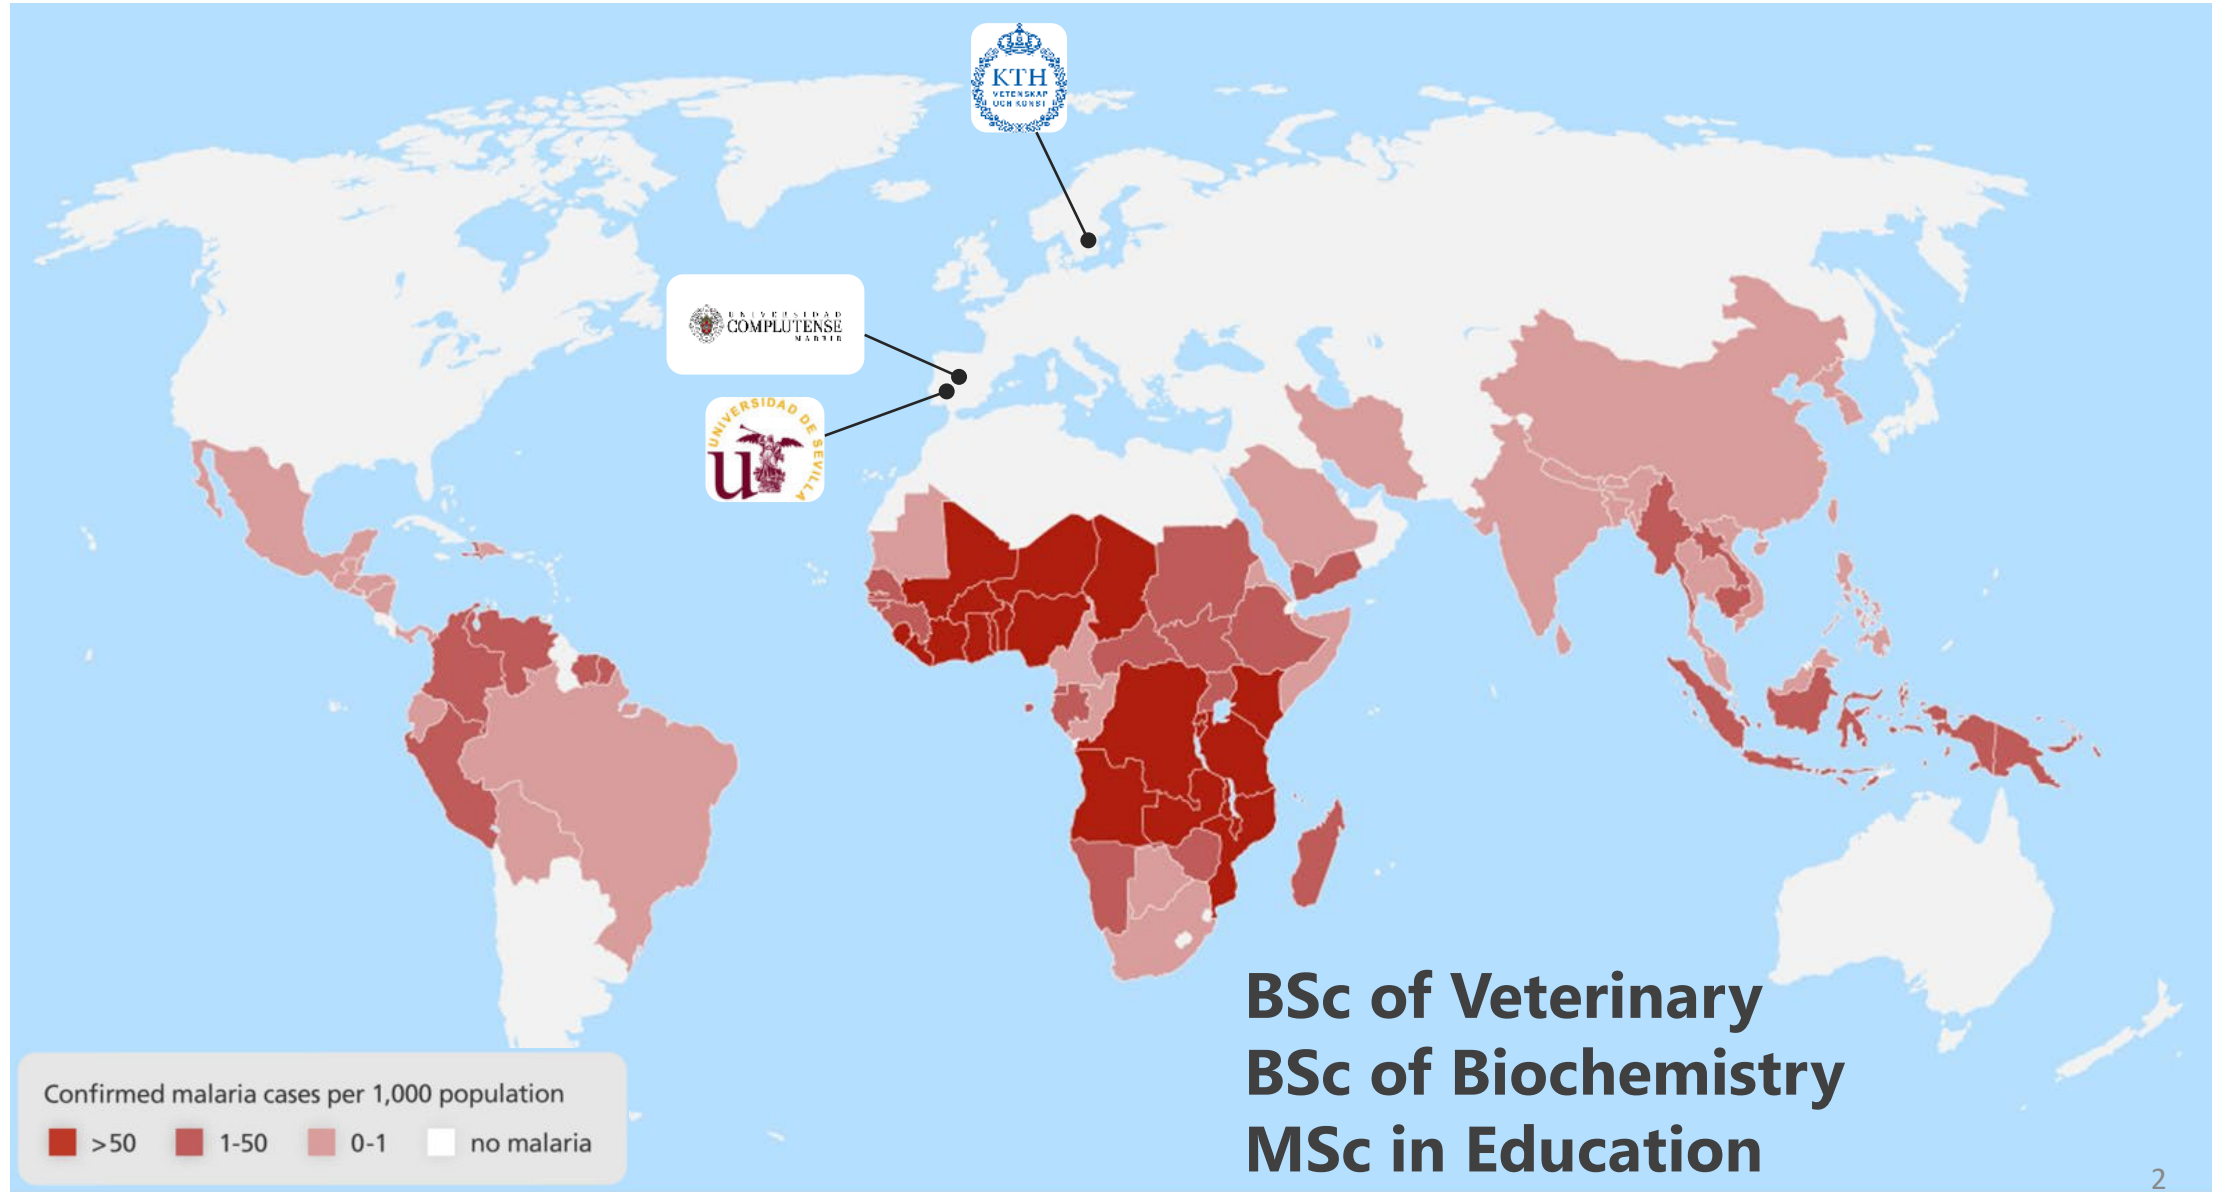 KTH
VETENSKAP
OCH KONST
UNIVERSIDAD
COMPLUTENSE
MADRID
UNIVERSIDAD DE SEVILLA
U
BSc of Veterinary
BSc of Biochemistry
MSc in Education
Confirmed malaria cases per 1,000 population
>50 1-50 0-1 no malaria
2